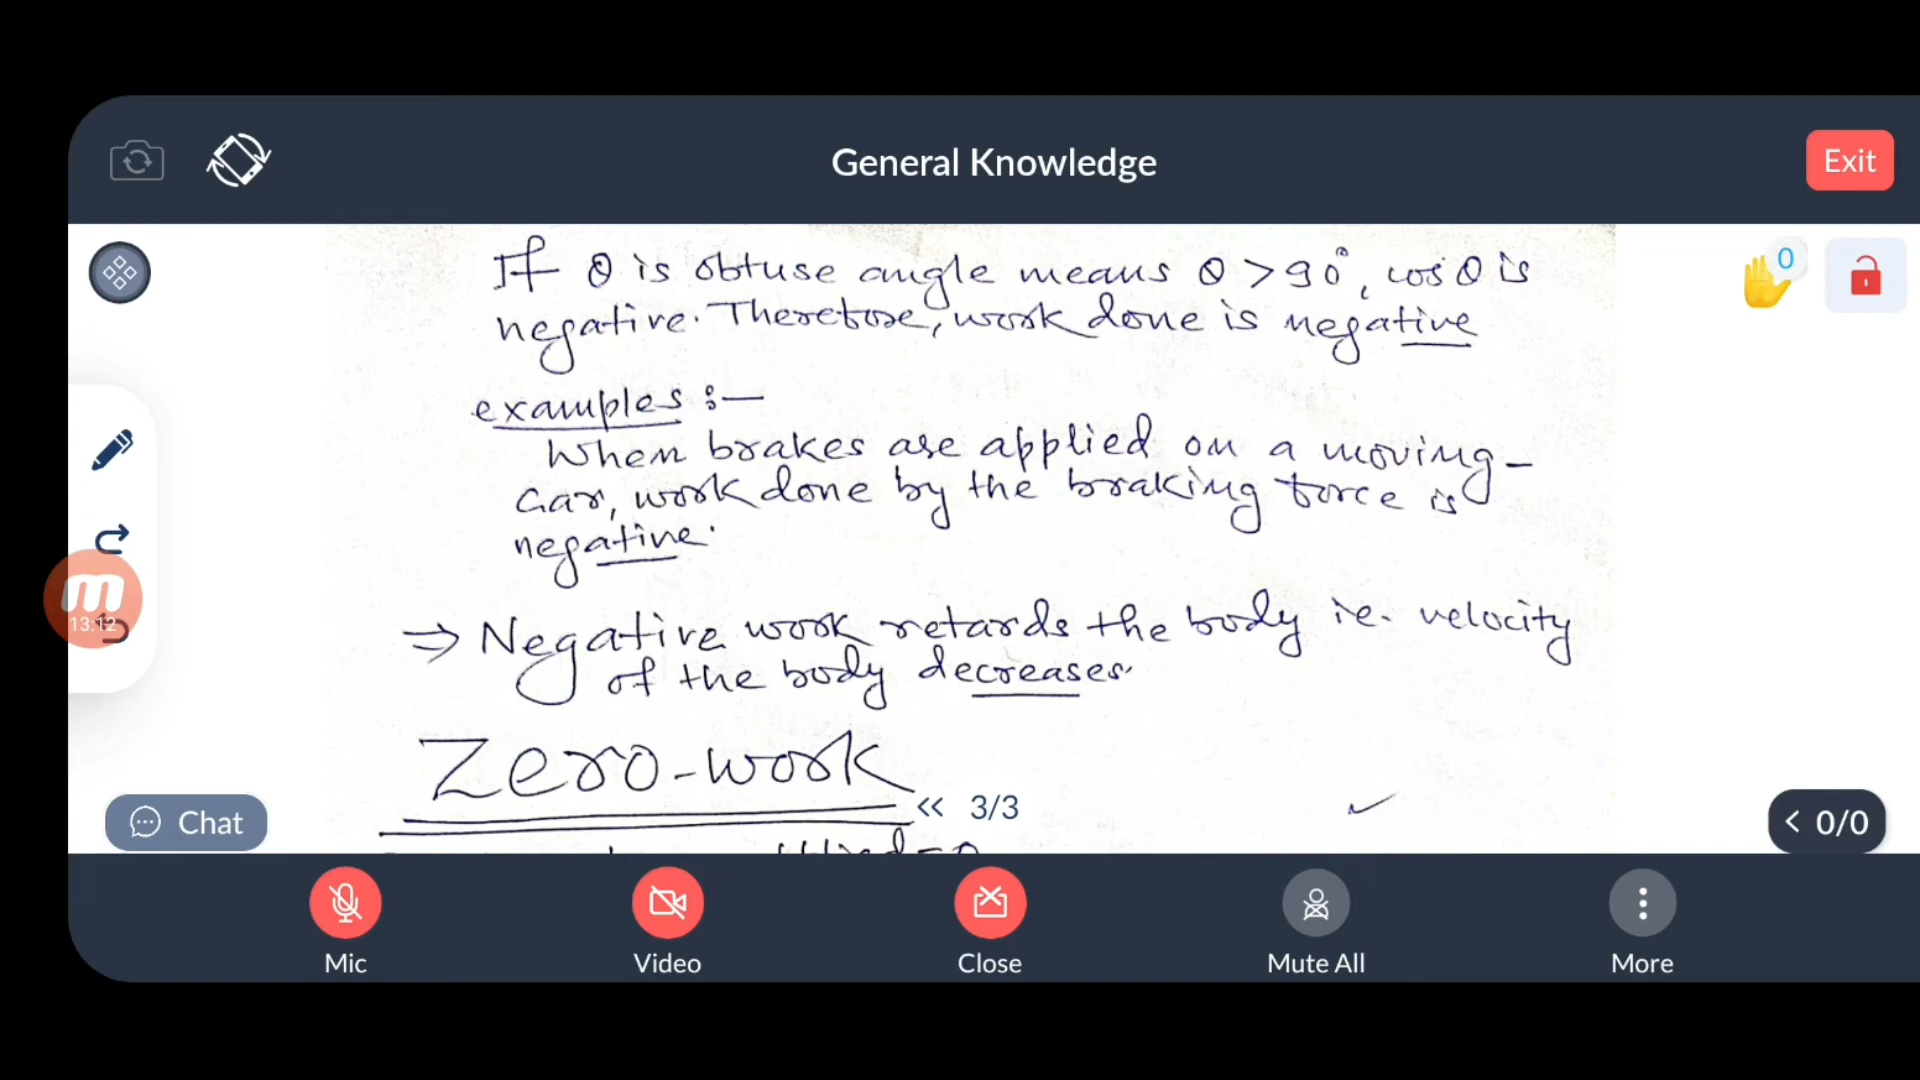 General Knowledge
Exit
If θ is obtuse angle means θ > 90°, cos θ is
negative. Therefore, work done is negative
0
examples :—
When brakes are applied on a moving-
Car, work done by the braking force is
negative.
13:12
⇒ Negative work retards the body ie. velocity
of the body decreases.
Zero-work
<< 3/3
Chat
< 0/0
Mic
Video
Close
Mute All
More